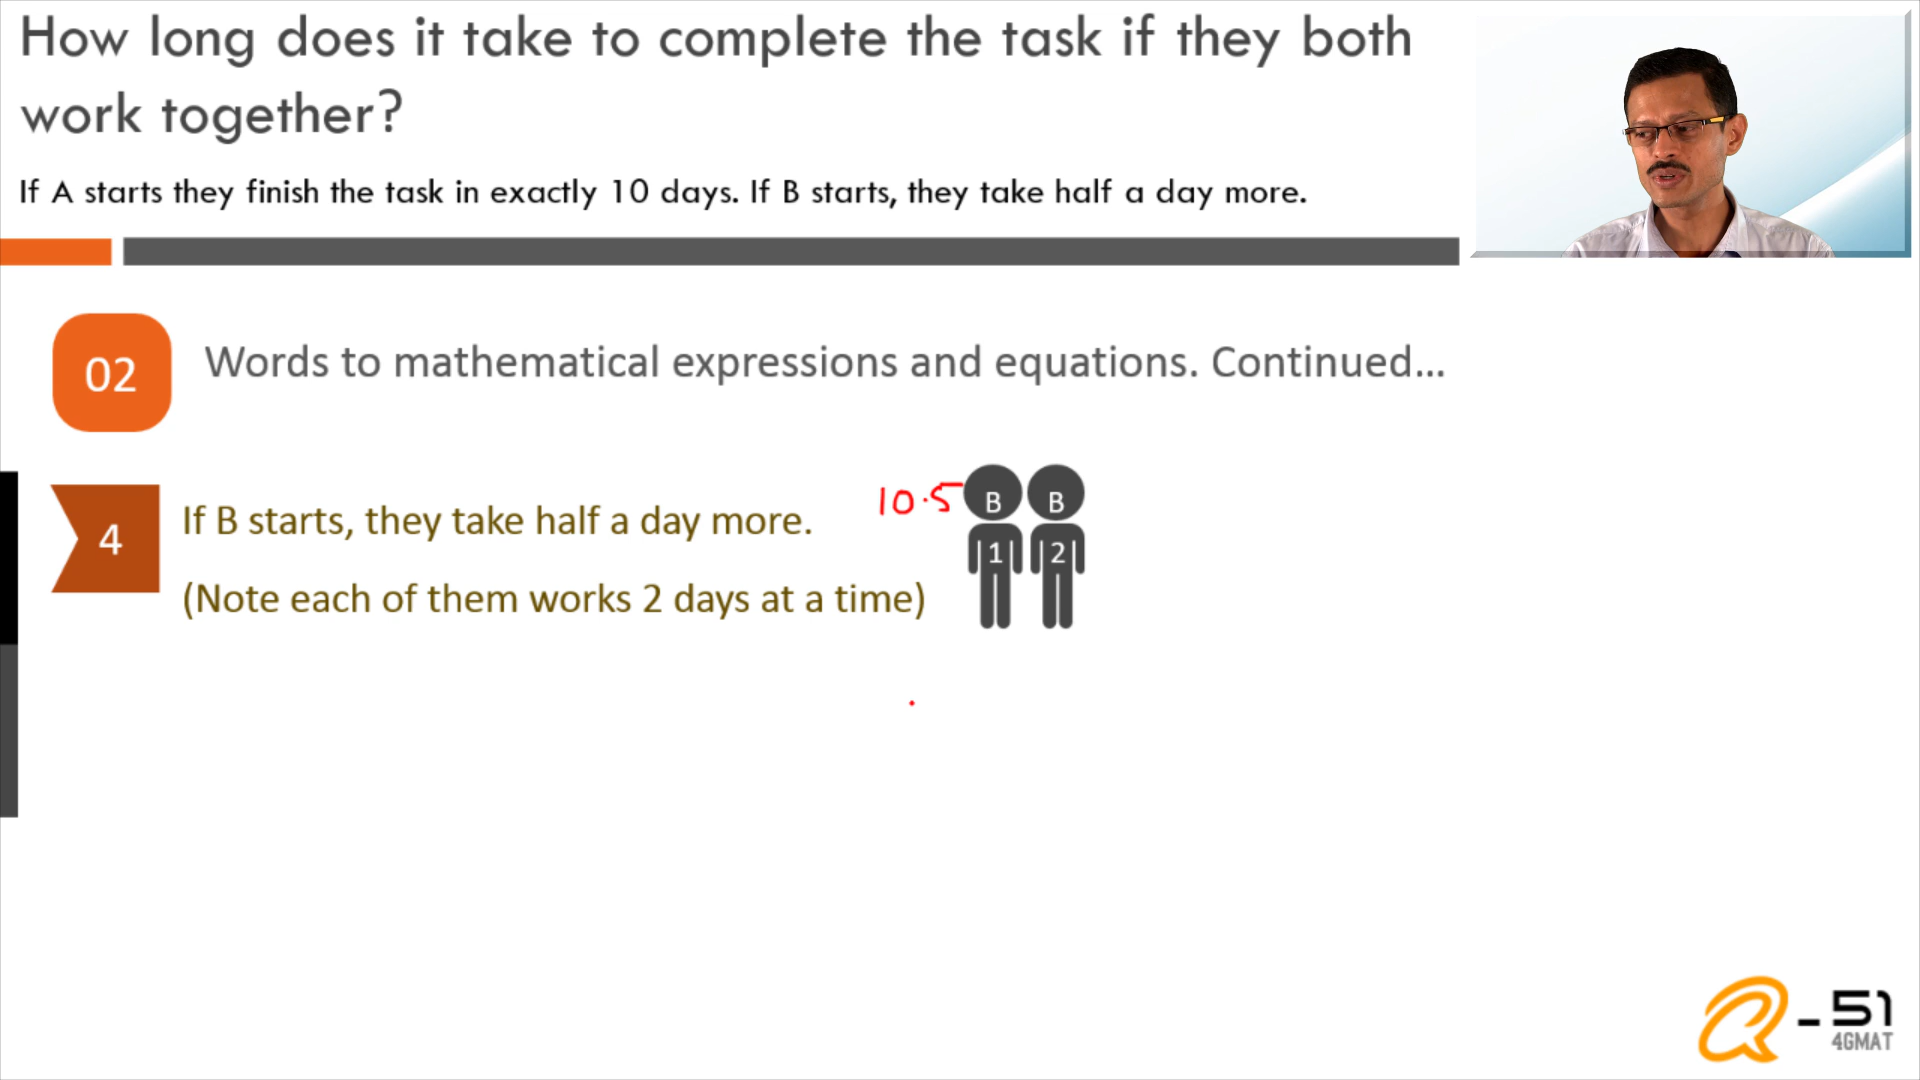 How long does it take to complete the task if they both
work together?
If A starts they finish the task in exactly 10 days. If B starts, they take half a day more.
02
Words to mathematical expressions and equations. Continued...
4
If B starts, they take half a day more.
(Note each of them works 2 days at a time)
10.5
B B
1 2
Q-51
4GMAT